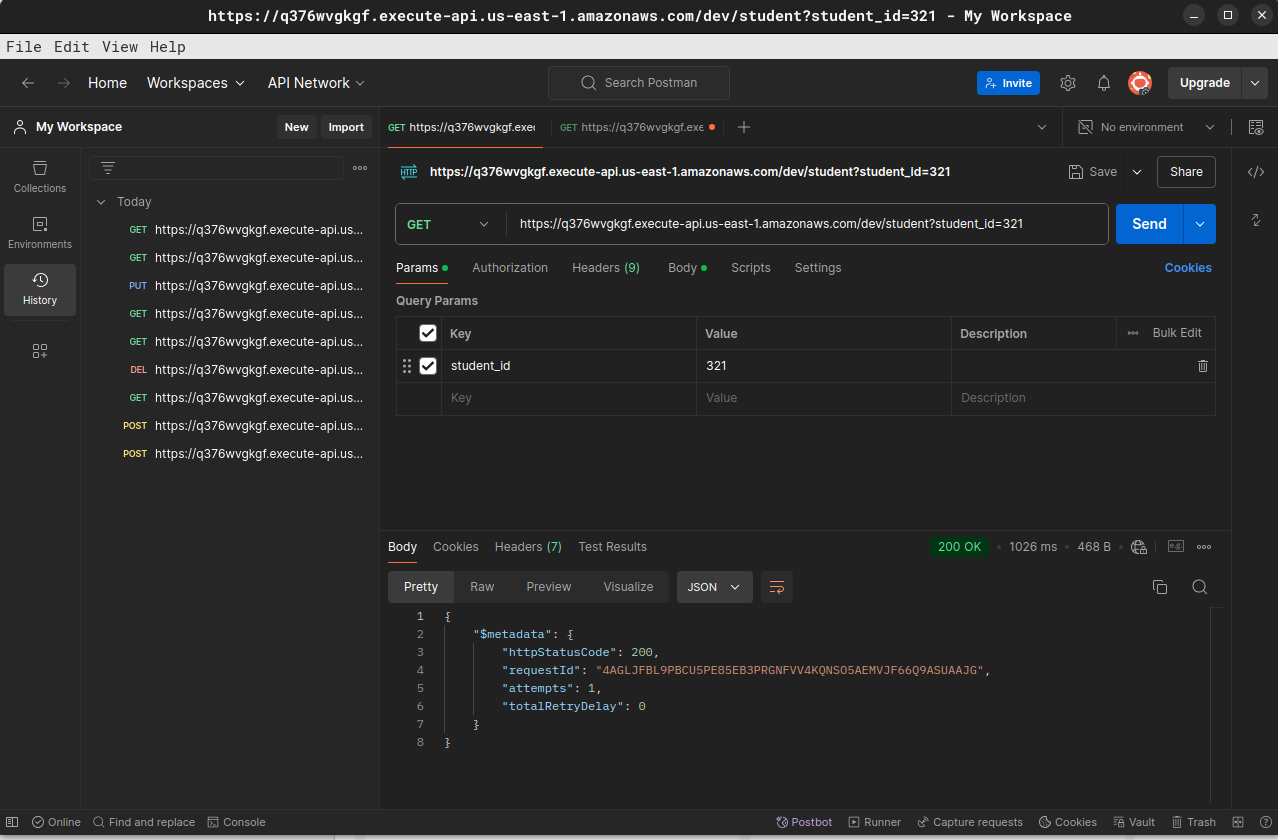 https://q376wvgkgf.execute-api.us-east-1.amazonaws.com/dev/student?student_id=321 - My Workspace
File Edit View Help
Home Workspaces API Network Search Postman Invite Upgrade
My Workspace New Import GET https://q376wvgkgf.exec GET https://q376wvgkgf.exe No environment
Collections
Environments
History
Today
GET https://q376wvgkgf.execute-api.us...
GET https://q376wvgkgf.execute-api.us...
PUT https://q376wvgkgf.execute-api.us...
GET https://q376wvgkgf.execute-api.us...
GET https://q376wvgkgf.execute-api.us...
DEL https://q376wvgkgf.execute-api.us...
GET https://q376wvgkgf.execute-api.us...
POST https://q376wvgkgf.execute-api.us...
POST https://q376wvgkgf.execute-api.us...
HTTP https://q376wvgkgf.execute-api.us-east-1.amazonaws.com/dev/student?student_id=321 Save Share
GET https://q376wvgkgf.execute-api.us-east-1.amazonaws.com/dev/student?student_id=321 Send
Params Authorization Headers (9) Body Scripts Settings Cookies
Query Params
Key Value Description Bulk Edit
student_id 321
Key Value Description
Body Cookies Headers (7) Test Results 200 OK 1026 ms 468 B e.g.
Pretty Raw Preview Visualize JSON
1 {
2 "$metadata": {
3 "httpStatusCode": 200,
4 "requestId": "4AGLJFBL9PBCU5PE85EB3PRGNFVV4KQNSO5AEMVJF66Q9ASUAAJG",
5 "attempts": 1,
6 "totalRetryDelay": 0
7 }
8 }
Online Find and replace Console Postbot Runner Capture requests Cookies Vault Trash